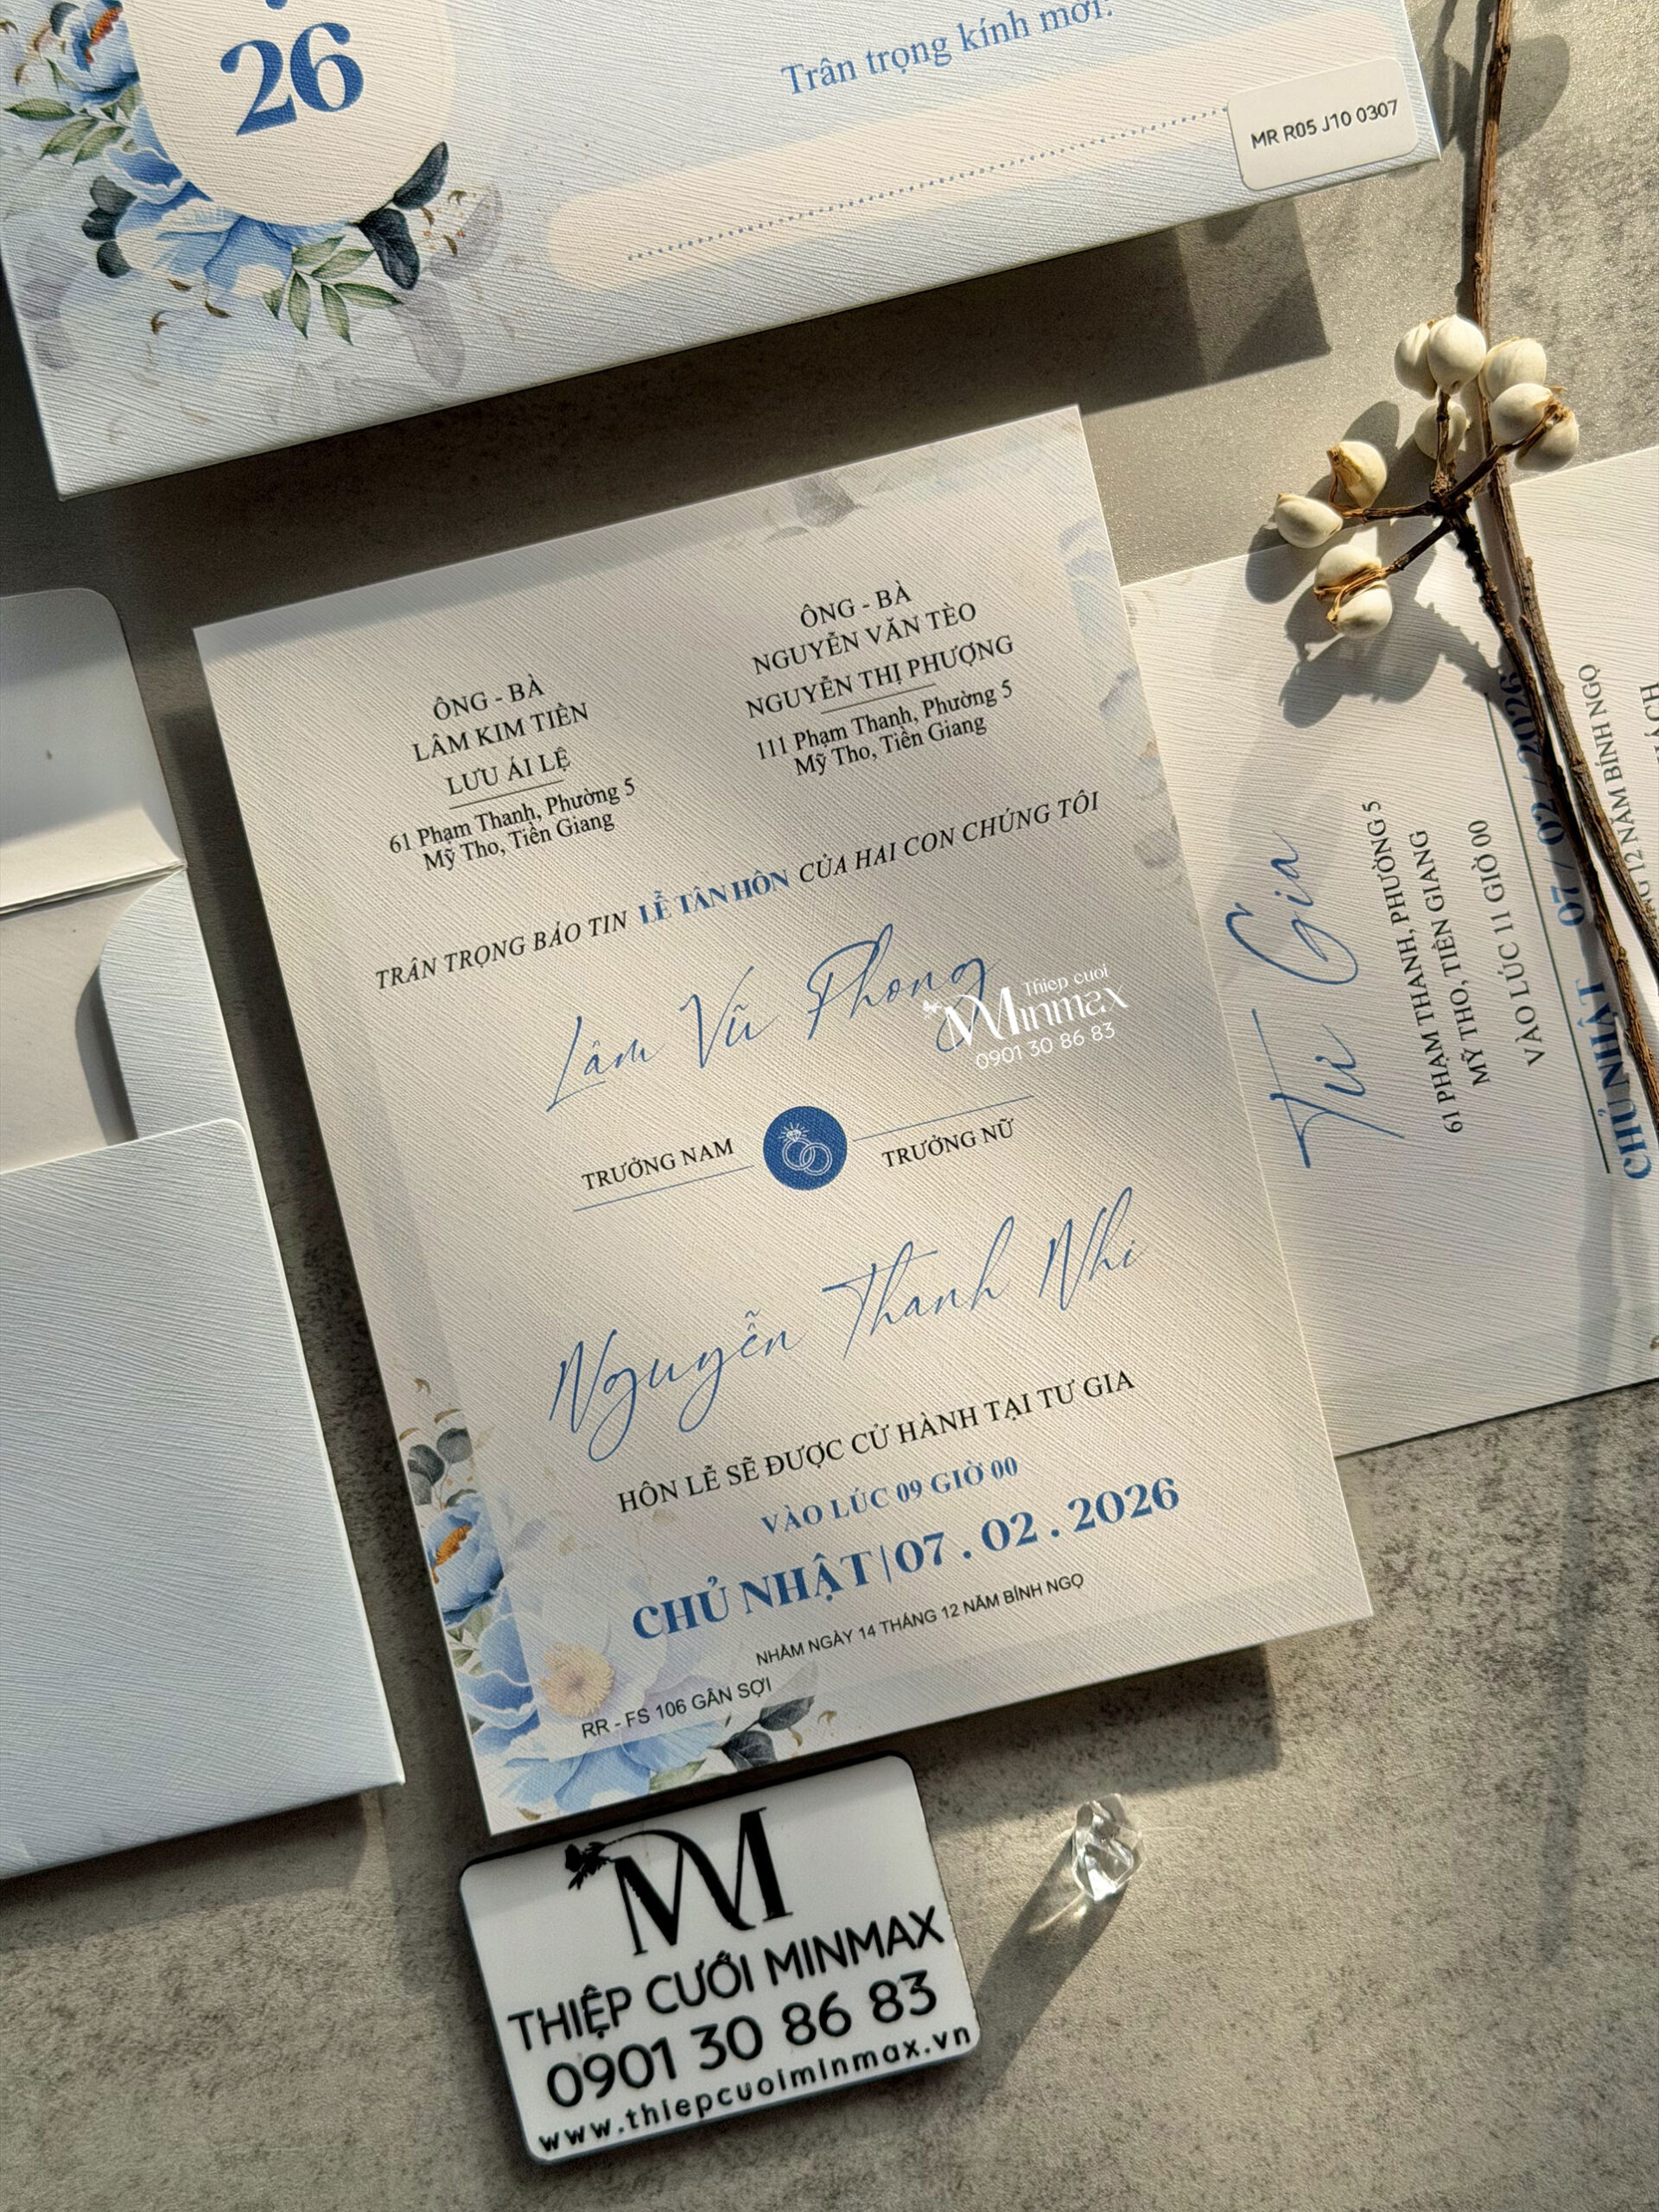 26
Trân trọng kính mời:
MR R05 J10 0307
ÔNG - BÀ
LÂM KIM TIỀN
LƯU ÁI LỆ
61 Phạm Thanh, Phường 5
Mỹ Tho, Tiền Giang
ÔNG - BÀ
NGUYỄN VĂN TÈO
NGUYỄN THỊ PHƯỢNG
111 Phạm Thanh, Phường 5
Mỹ Tho, Tiền Giang
TRÂN TRỌNG BÁO TIN LỄ TÂN HÔN CỦA HAI CON CHÚNG TÔI
Lâm Vũ Phong
Thiep cuoi
Minmax
0901 30 86 83
TRƯỞNG NAM
TRƯỞNG NỮ
Nguyễn Thanh Nhi
HÔN LỄ SẼ ĐƯỢC CỬ HÀNH TẠI TƯ GIA
VÀO LÚC 09 GIỜ 00
CHỦ NHẬT|07 . 02 . 2026
NHẰM NGÀY 14 THÁNG 12 NĂM BÍNH NGỌ
RR - FS 106 GÂN SỢI
Tư Gia
61 PHẠM THANH, PHƯỜNG 5
MỸ THO, TIỀN GIANG
VÀO LÚC 11 GIỜ 00
CHỦ NHẬT 07 / 02 / 2026
12 NĂM BÍNH NGỌ
M
THIỆP CƯỚI MINMAX
0901 30 86 83
www.thiepcuoiminmax.vn